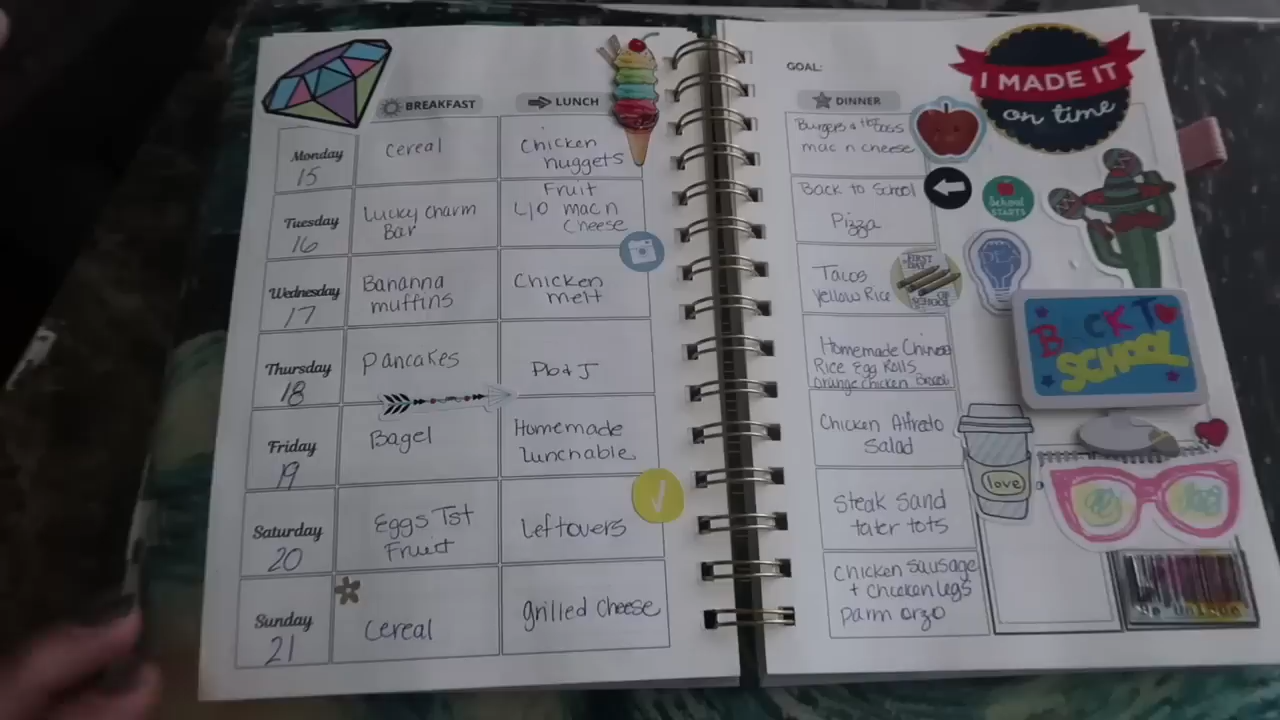 BREAKFAST
LUNCH
Monday
15
cereal
Chicken
nuggets
Tuesday
16
Lucky Charm
Bar
Fruit
L/O mac n
Cheese
Wednesday
17
Bananna
muffins
Chicken
melt
Thursday
18
Pancakes
Pb & J
Friday
19
Bagel
Homemade
Lunchable
Saturday
20
Eggs Tst
Fruit
Leftovers
Sunday
21
Cereal
grilled cheese
GOAL:
I MADE IT
on time
DINNER
Burgers & Hotdogs
mac n cheese
Back to School
Pizza
School
STARTS
Tacos
Yellow Rice
FIRST
DAY
OF
SCHOOL
IDEA
Homemade Chinese
Rice Egg Rolls
orange chicken
BACK TO
SCHOOL
Chicken Alfredo
Salad
love
Steak Sand
tater tots
Chicken Sausage
+ Chicken legs
parm orzo